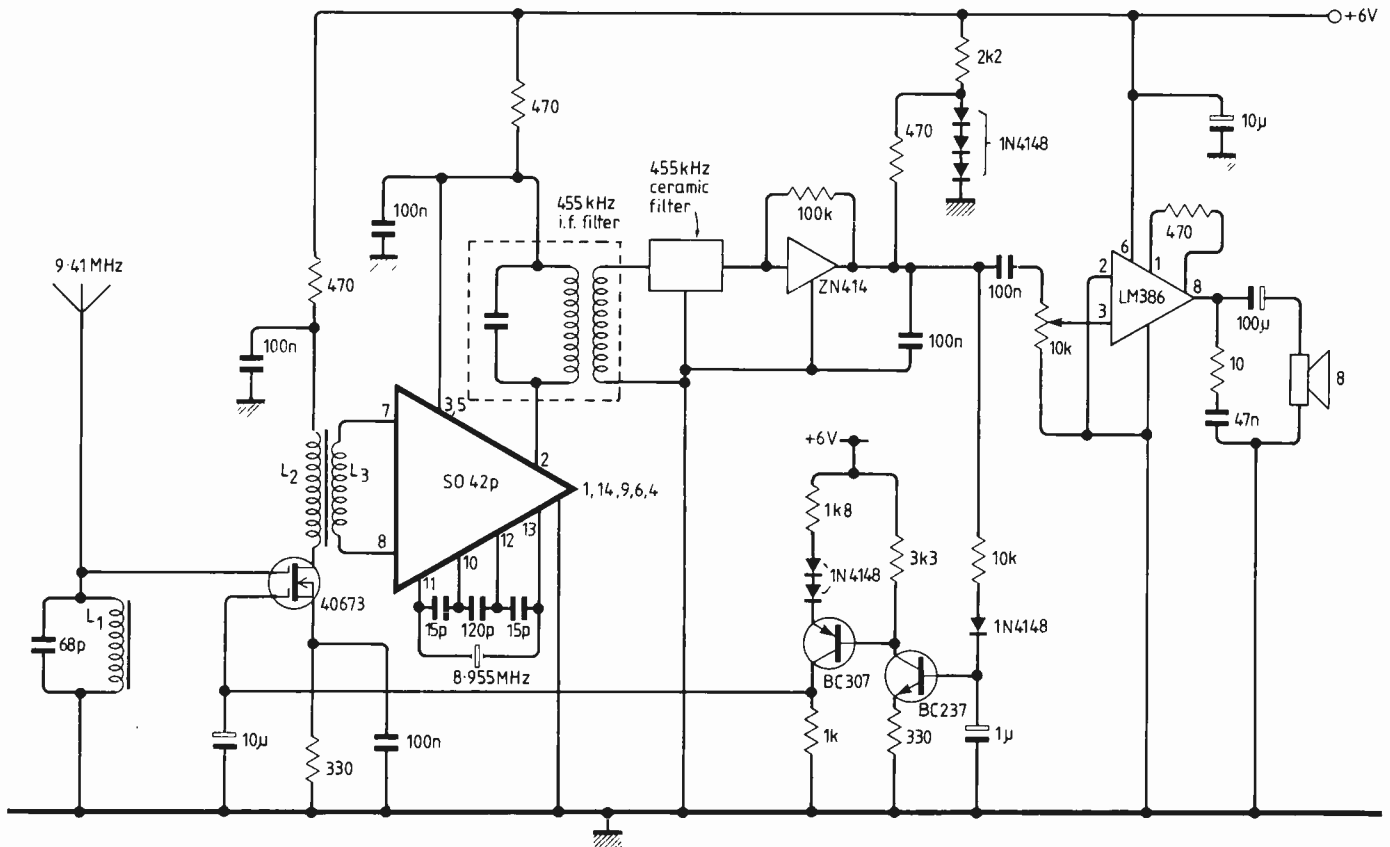 +6V
2k2
470
10µ
470
1N4148
455kHz
ceramic
filter
455kHz
i.f. filter
100n
100k
470
9·41MHz
470
6
1
2
ZN414
100n
LM386
8
3
100µ
10k
100n
10
8
100n
7
3,5
47n
L2
L3
2
+6V
SO 42p
1,14,9,6,4
1k8
8
13
12
3k3
10k
10
11
1N4148
40673
15p
120p
15p
1N4148
L1
68p
8·955MHz
BC307
BC237
10µ
100n
1k
330
1µ
330